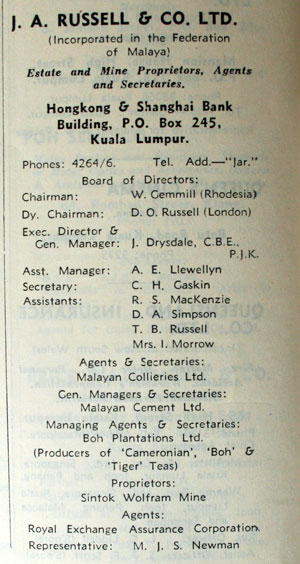 J. A. RUSSELL & CO. LTD.
(Incorporated in the Federation
of Malaya)
Estate and Mine Proprietors, Agents
and Secretaries.
Hongkong & Shanghai Bank
Building, P.O. Box 245,
Kuala Lumpur.
Phones: 4264/6. Tel. Add.—"Jar."
Board of Directors:
Chairman: W. Gemmill (Rhodesia)
Dy. Chairman: D. O. Russell (London)
Exec. Director &
Gen. Manager: J. Drysdale, C.B.E.,
P.J.K.
Asst. Manager: A. E. Llewellyn
Secretary: C. H. Gaskin
Assistants: R. S. MacKenzie
D. A. Simpson
T. B. Russell
Mrs. I. Morrow
Agents & Secretaries:
Malayan Collieries Ltd.
Gen. Managers & Secretaries:
Malayan Cement Ltd.
Managing Agents & Secretaries:
Boh Plantations Ltd.
(Producers of 'Cameronian', 'Boh' &
'Tiger' Teas)
Proprietors:
Sintok Wolfram Mine
Agents:
Royal Exchange Assurance Corporation.
Representative: M. J. S. Newman